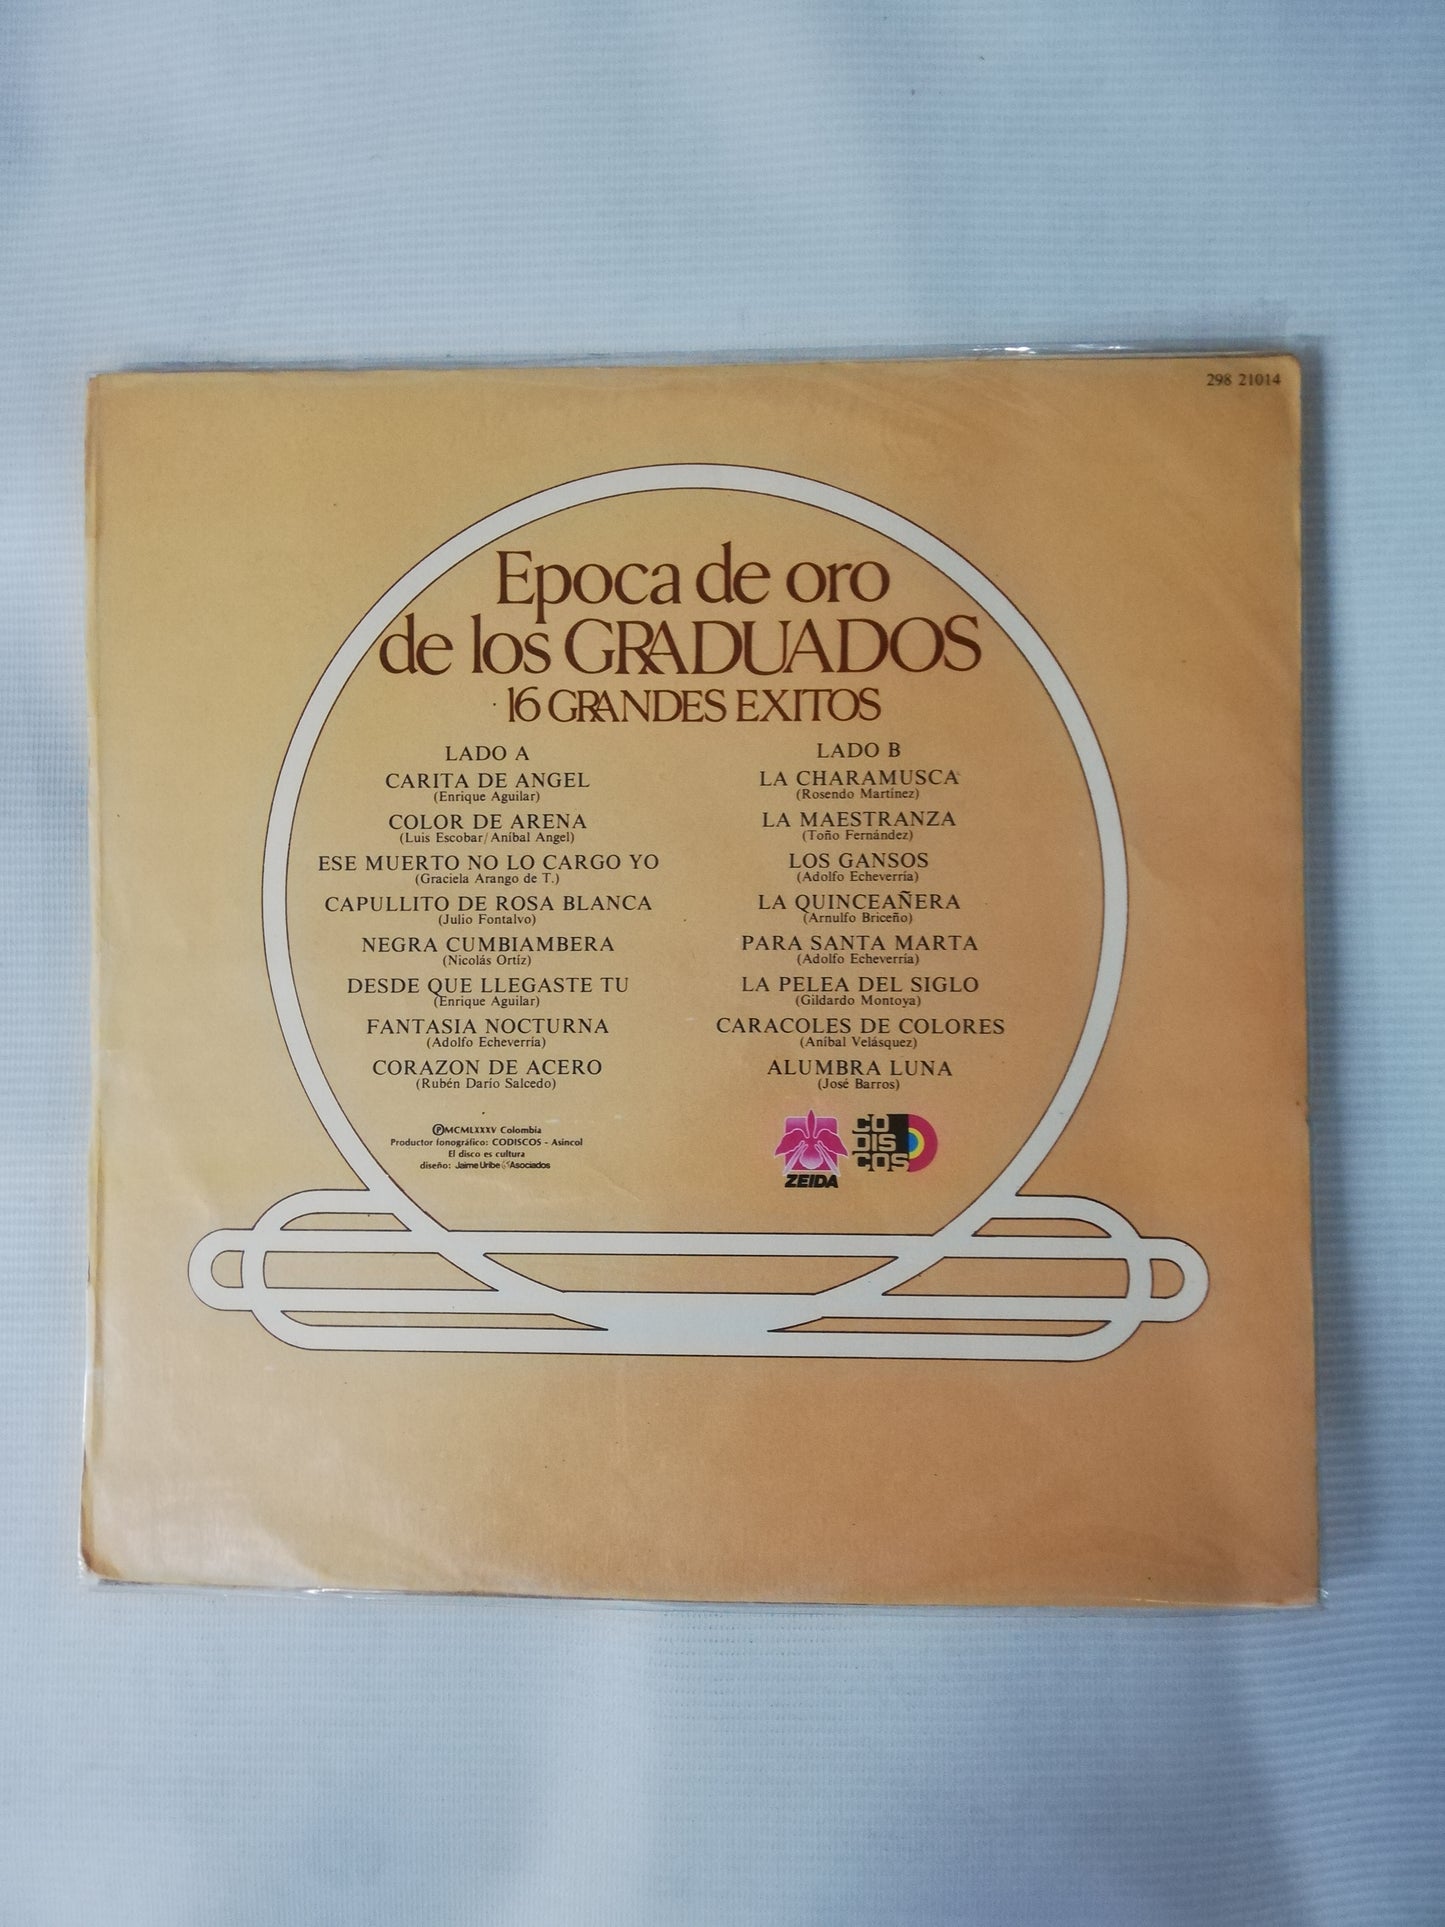 298 21014
Epoca de oro
de los GRADUADOS
16 GRANDES EXITOS
LADO A
CARITA DE ANGEL
(Enrique Aguilar)
COLOR DE ARENA
(Luis Escobar/Aníbal Angel)
ESE MUERTO NO LO CARGO YO
(Graciela Arango de T.)
CAPULLITO DE ROSA BLANCA
(Julio Fontalvo)
NEGRA CUMBIAMBERA
(Nicolás Ortíz)
DESDE QUE LLEGASTE TU
(Enrique Aguilar)
FANTASIA NOCTURNA
(Adolfo Echeverría)
CORAZON DE ACERO
(Rubén Darío Salcedo)
LADO B
LA CHARAMUSCA
(Rosendo Martínez)
LA MAESTRANZA
(Toño Fernández)
LOS GANSOS
(Adolfo Echeverría)
LA QUINCEAÑERA
(Arnulfo Briceño)
PARA SANTA MARTA
(Adolfo Echeverría)
LA PELEA DEL SIGLO
(Gildardo Montoya)
CARACOLES DE COLORES
(Aníbal Velásquez)
ALUMBRA LUNA
(José Barros)
ⓅMCMLXXXV Colombia
Productor fonográfico: CODISCOS - Asincol
El disco es cultura
diseño: Jaime Uribe & Asociados
ZEIDA
CO
DIS
COS